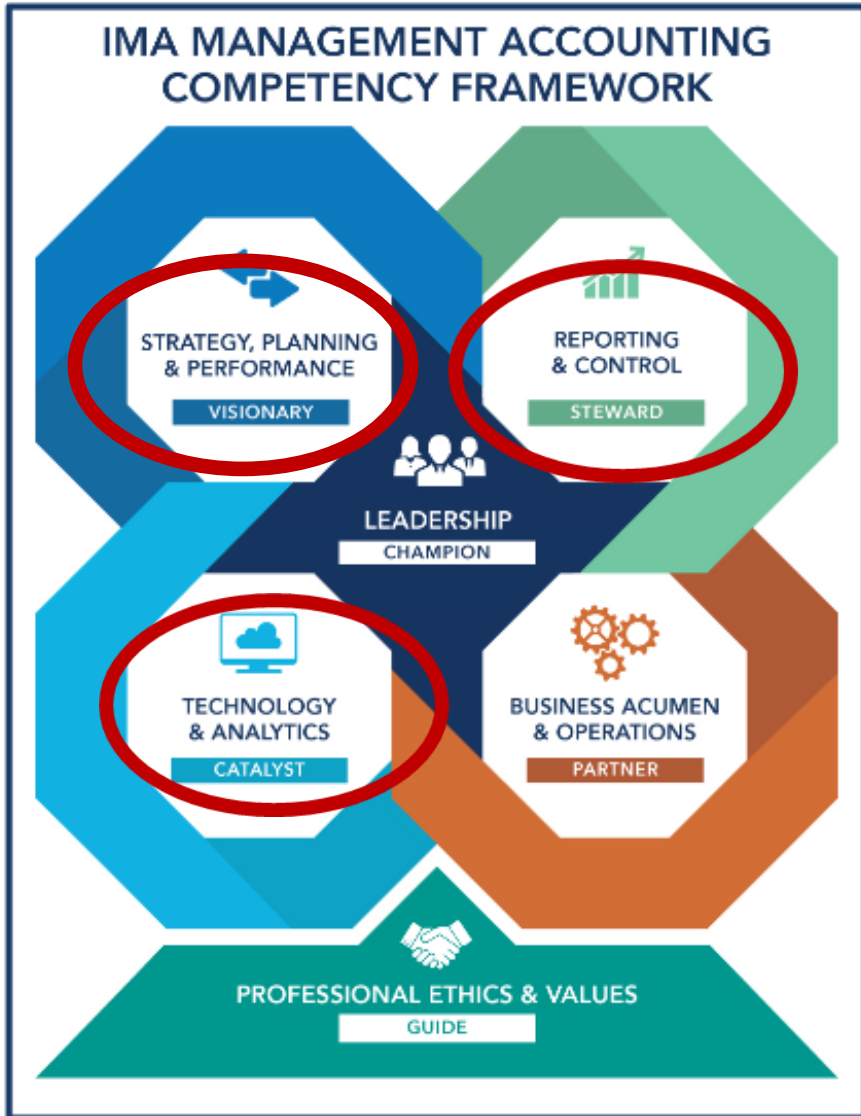 IMA MANAGEMENT ACCOUNTING
COMPETENCY FRAMEWORK
STRATEGY, PLANNING
& PERFORMANCE
VISIONARY
REPORTING
& CONTROL
STEWARD
LEADERSHIP
CHAMPION
TECHNOLOGY
& ANALYTICS
CATALYST
BUSINESS ACUMEN
& OPERATIONS
PARTNER
PROFESSIONAL ETHICS & VALUES
GUIDE